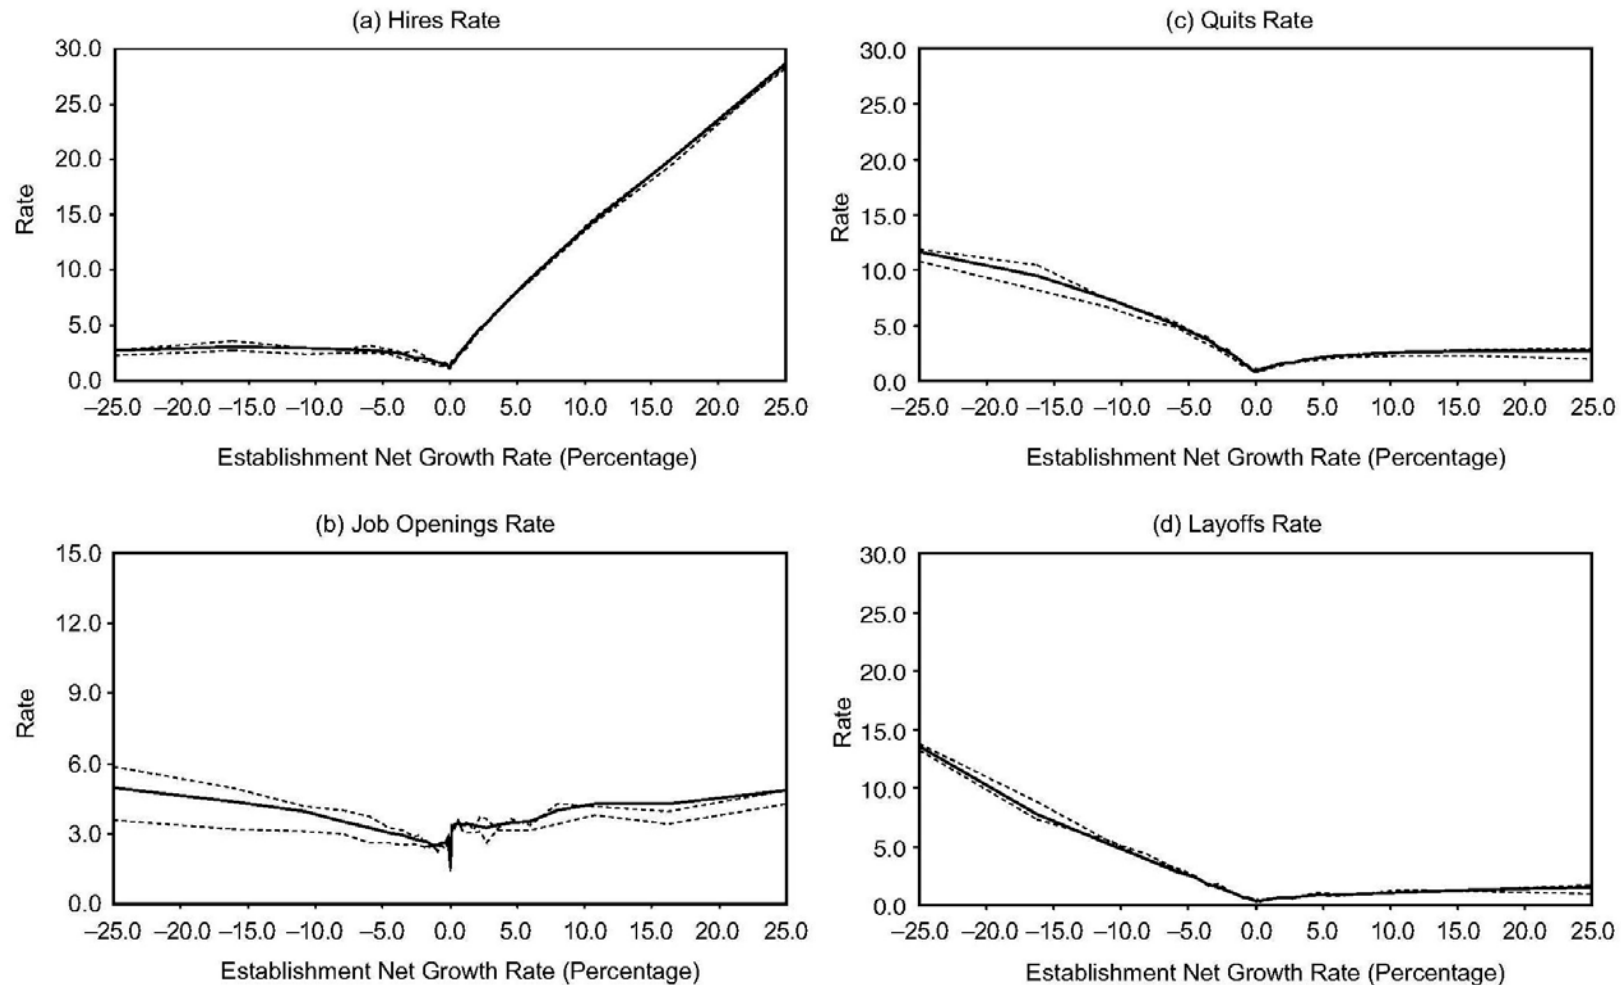 (a) Hires Rate
30.0
25.0
20.0
15.0
10.0
5.0
0.0
Rate
–25.0 –20.0 –15.0 –10.0 –5.0 0.0 5.0 10.0 15.0 20.0 25.0
Establishment Net Growth Rate (Percentage)
(c) Quits Rate
30.0
25.0
20.0
15.0
10.0
5.0
0.0
Rate
–25.0 –20.0 –15.0 –10.0 –5.0 0.0 5.0 10.0 15.0 20.0 25.0
Establishment Net Growth Rate (Percentage)
(b) Job Openings Rate
15.0
12.0
9.0
6.0
3.0
0.0
Rate
–25.0 –20.0 –15.0 –10.0 –5.0 0.0 5.0 10.0 15.0 20.0 25.0
Establishment Net Growth Rate (Percentage)
(d) Layoffs Rate
30.0
25.0
20.0
15.0
10.0
5.0
0.0
Rate
–25.0 –20.0 –15.0 –10.0 –5.0 0.0 5.0 10.0 15.0 20.0 25.0
Establishment Net Growth Rate (Percentage)